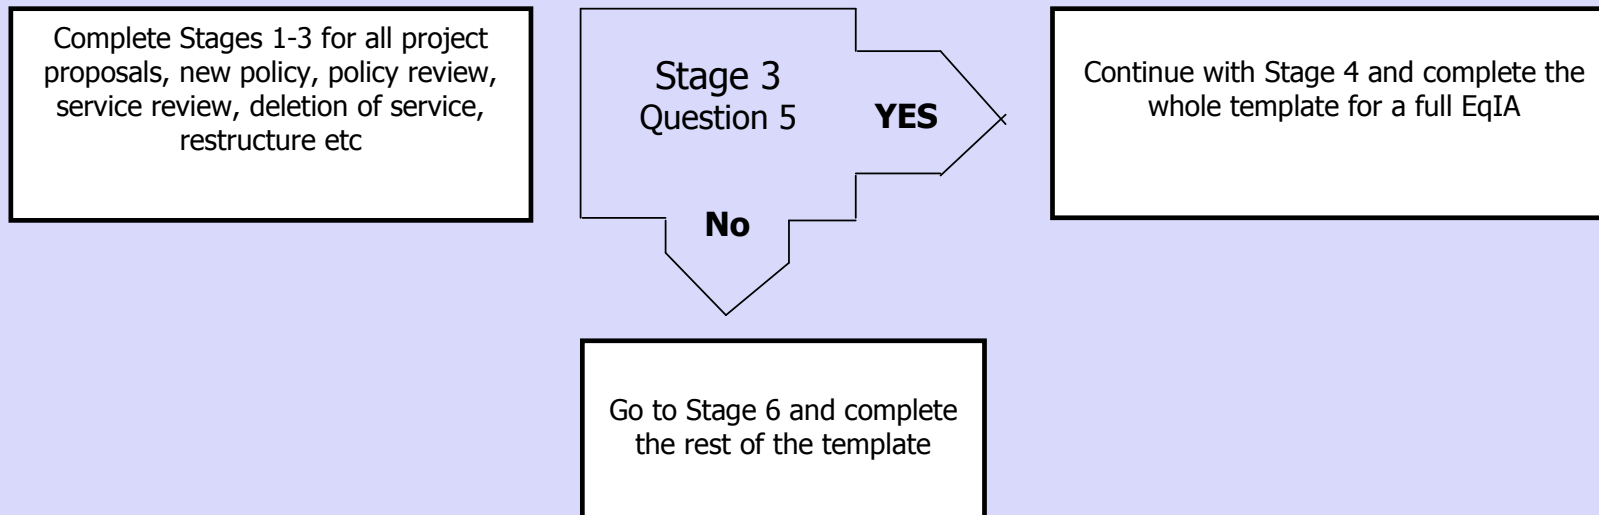 Complete Stages 1-3 for all project
proposals, new policy, policy review,
service review, deletion of service,
restructure etc
Stage 3
Question 5
YES
No
Continue with Stage 4 and complete the
whole template for a full EqIA
Go to Stage 6 and complete
the rest of the template